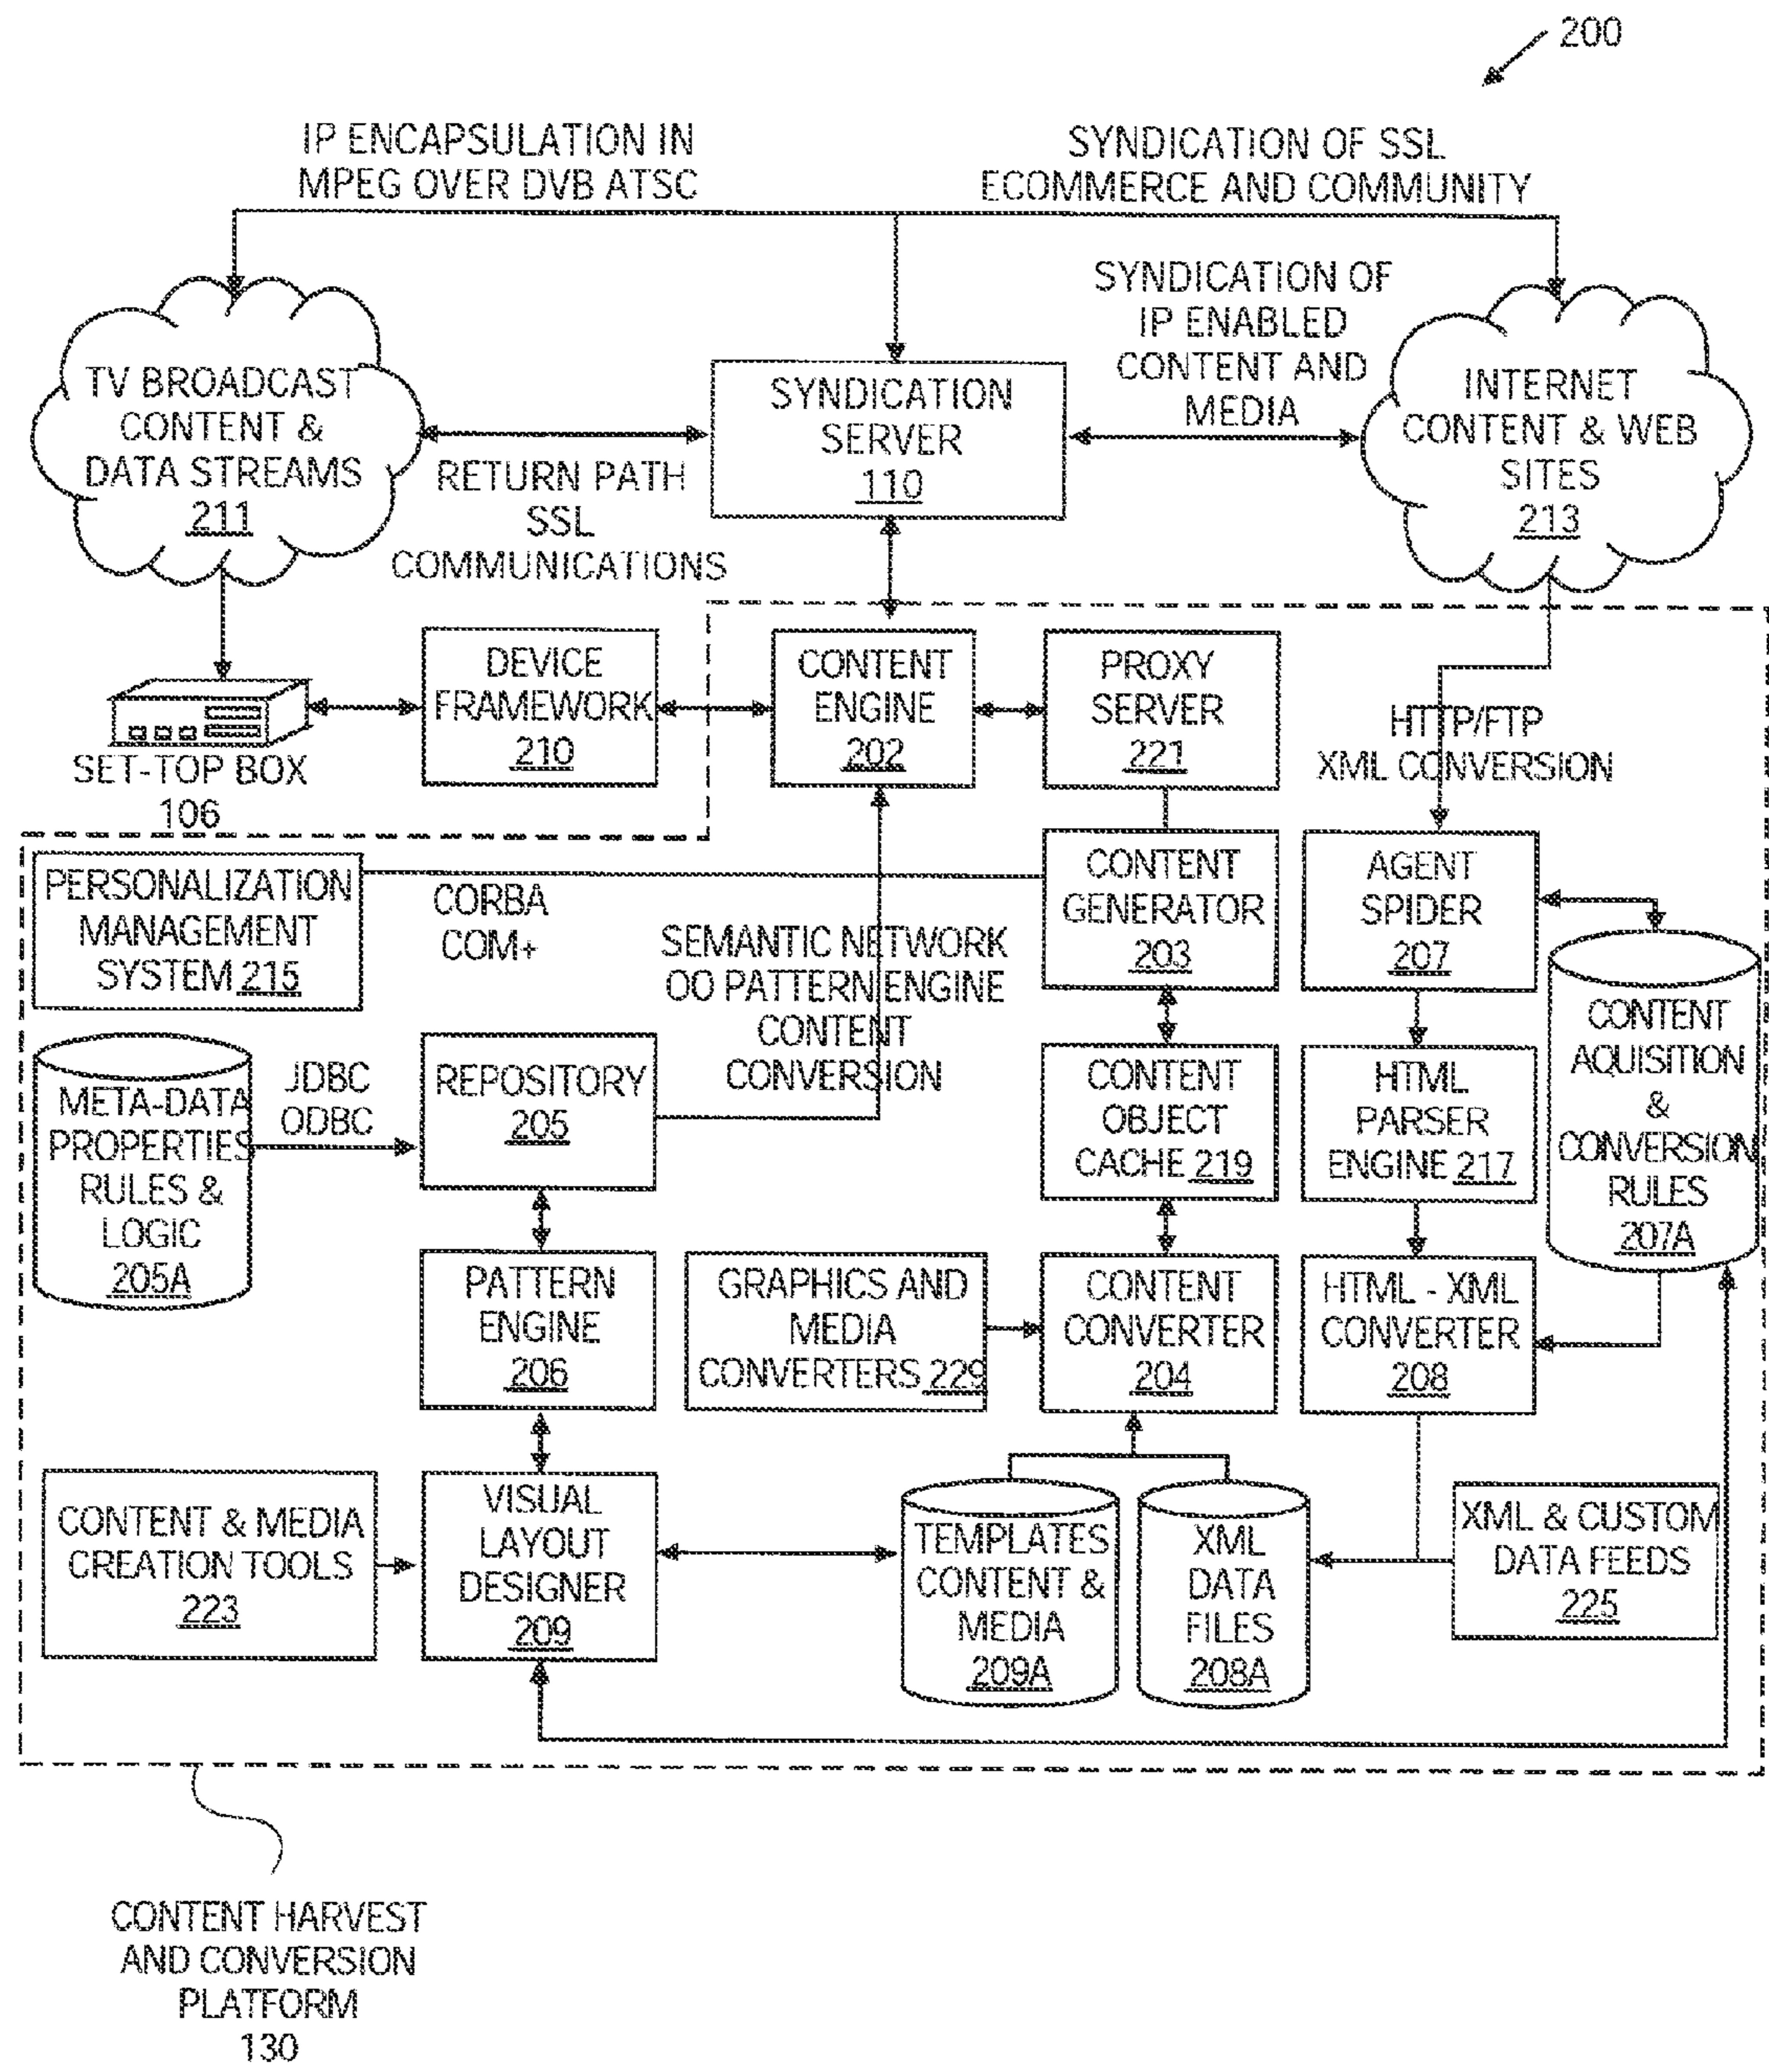 200
IP ENCAPSULATION IN
MPEG OVER DVB ATSC
SYNDICATION OF SSL
ECOMMERCE AND COMMUNITY
SYNDICATION OF
IP ENABLED
CONTENT AND
MEDIA
TV BROADCAST
CONTENT &
DATA STREAMS
211
SYNDICATION
SERVER
110
INTERNET
CONTENT & WEB
SITES
213
RETURN PATH
SSL
COMMUNICATIONS
SET-TOP BOX
106
DEVICE
FRAMEWORK
210
CONTENT
ENGINE
202
PROXY
SERVER
221
HTTP/FTP
XML CONVERSION
PERSONALIZATION
MANAGEMENT
SYSTEM 215
CORBA
COM+
SEMANTIC NETWORK
OO PATTERN ENGINE
CONTENT
CONVERSION
CONTENT
GENERATOR
203
AGENT
SPIDER
207
CONTENT
AQUISITION
&
CONVERSION
RULES
207A
META-DATA
PROPERTIES
RULES &
LOGIC
205A
JDBC
ODBC
REPOSITORY
205
CONTENT
OBJECT
CACHE 219
HTML
PARSER
ENGINE 217
PATTERN
ENGINE
206
GRAPHICS AND
MEDIA
CONVERTERS 229
CONTENT
CONVERTER
204
HTML - XML
CONVERTER
208
CONTENT & MEDIA
CREATION TOOLS
223
VISUAL
LAYOUT
DESIGNER
209
TEMPLATES
CONTENT &
MEDIA
209A
XML
DATA
FILES
208A
XML & CUSTOM
DATA FEEDS
225
CONTENT HARVEST
AND CONVERSION
PLATFORM
130